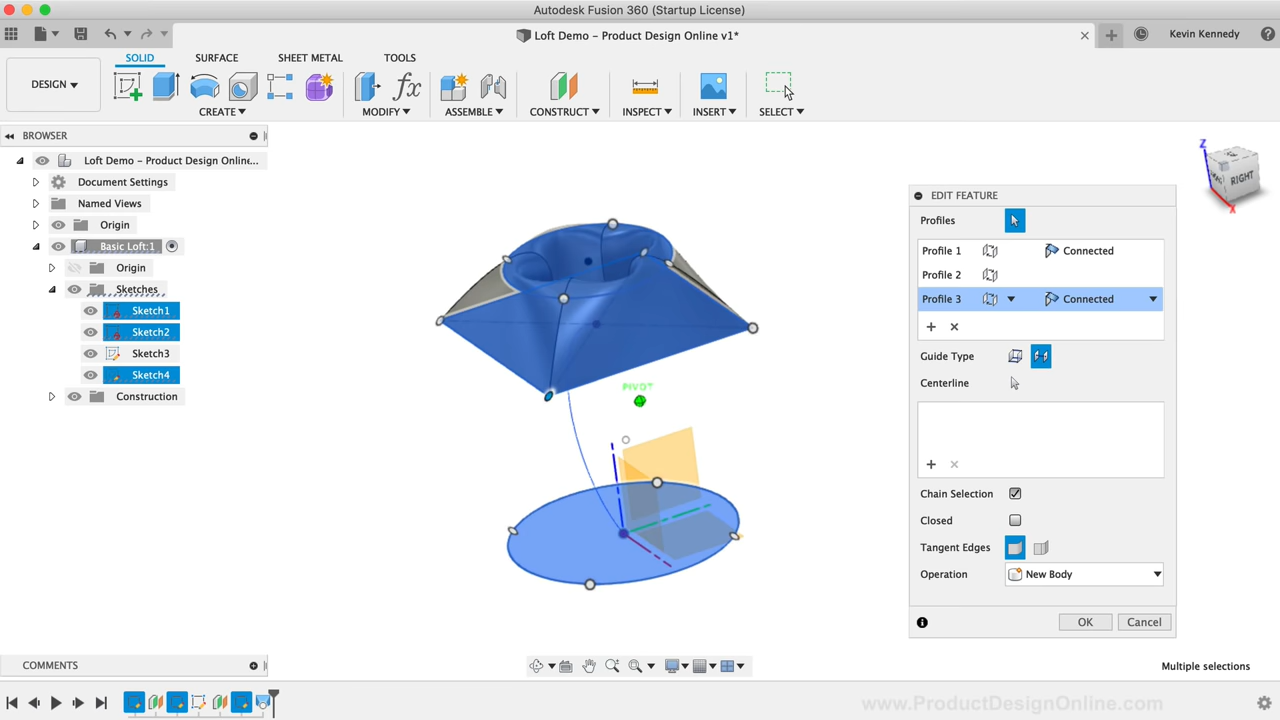 Autodesk Fusion 360 (Startup License)
Loft Demo – Product Design Online v1*
Kevin Kennedy
SOLID SURFACE SHEET METAL TOOLS
DESIGN
fx
CREATE MODIFY ASSEMBLE CONSTRUCT INSPECT INSERT SELECT
BROWSER
Loft Demo – Product Design Online...
Document Settings
Named Views
Origin
Basic Loft:1
Origin
Sketches
Sketch1
Sketch2
Sketch3
Sketch4
Construction
Z
RIGHT
X
PIVOT
EDIT FEATURE
Profiles
Profile 1 Connected
Profile 2
Profile 3 Connected
Guide Type
Centerline
Chain Selection
Closed
Tangent Edges
Operation New Body
OK Cancel
COMMENTS
Multiple selections
www.ProductDesignOnline.com